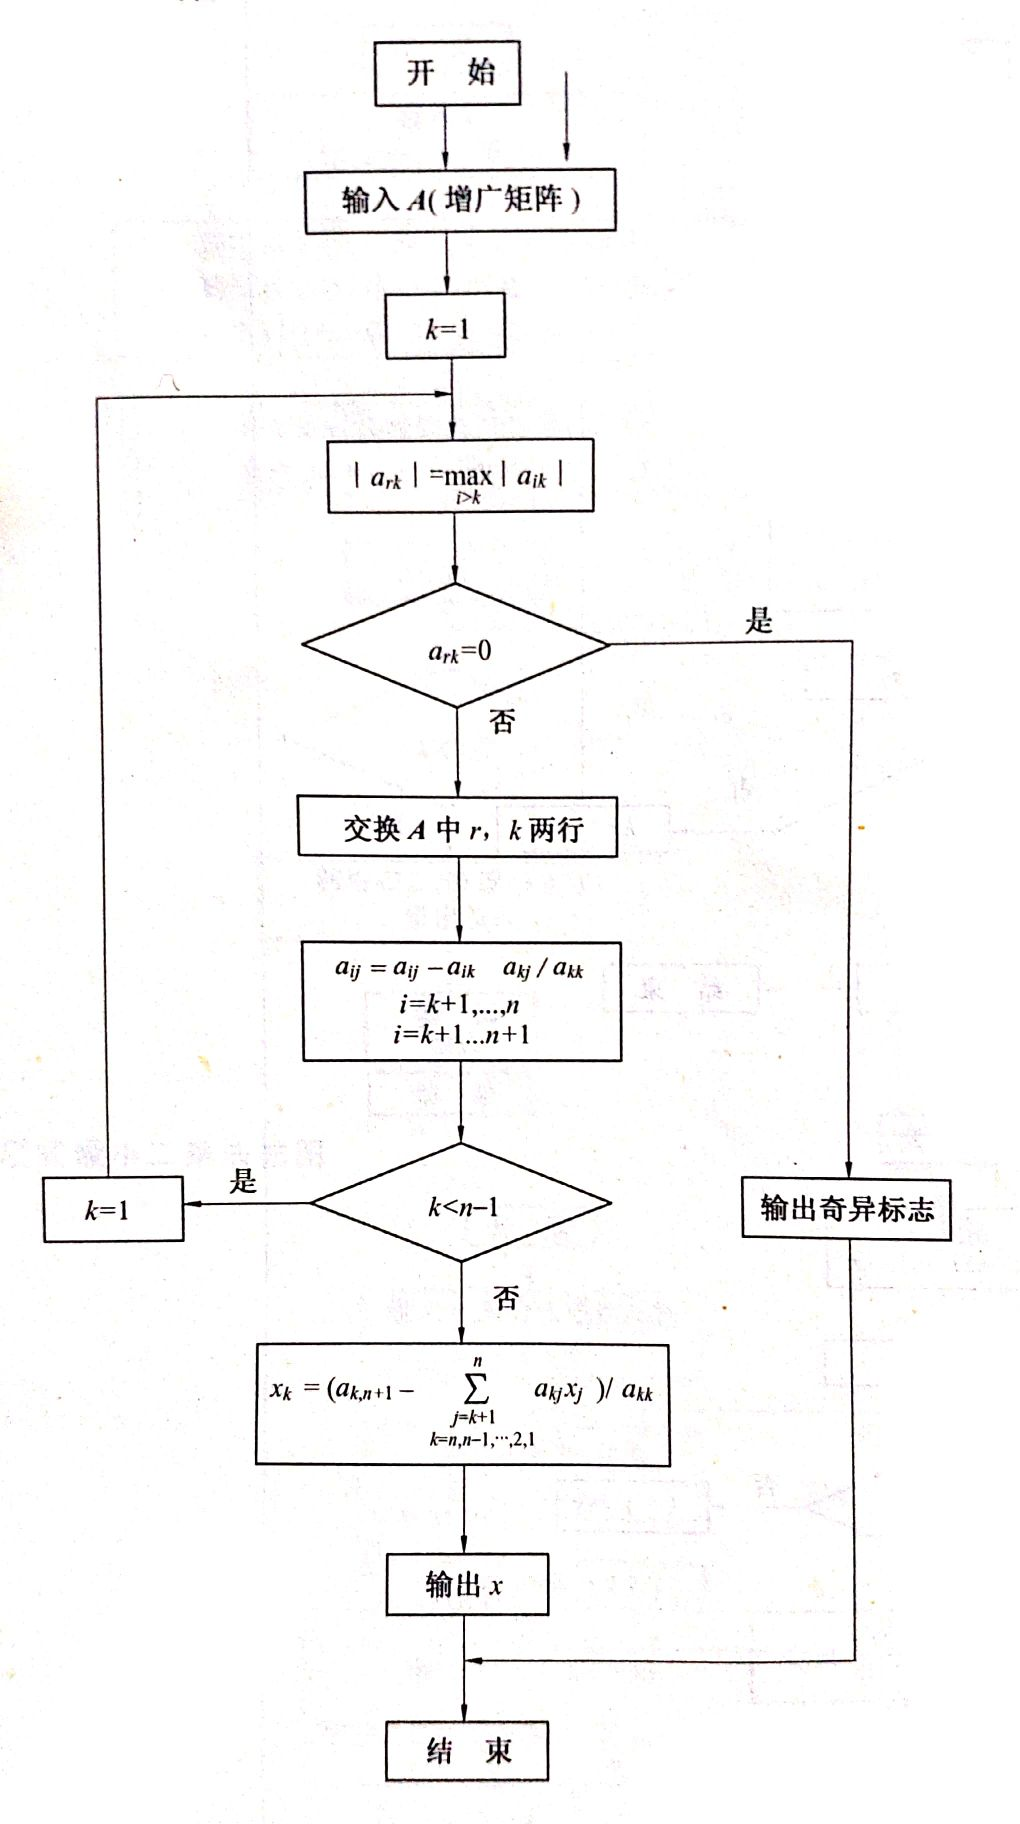 开 始
输入 A(增广矩阵)
k=1
| a_rk | =max | a_ik |
i>k
a_rk=0
是
否
交换 A 中 r, k 两行
a_ij = a_ij − a_ik a_kj / a_kk
i=k+1,...,n
i=k+1...n+1
k<n−1
是
k=1
输出奇异标志
否
n
x_k = (a_k,n+1 − ∑ a_kj x_j )/ a_kk
j=k+1
k=n,n−1,···,2,1
输出 x
结 束